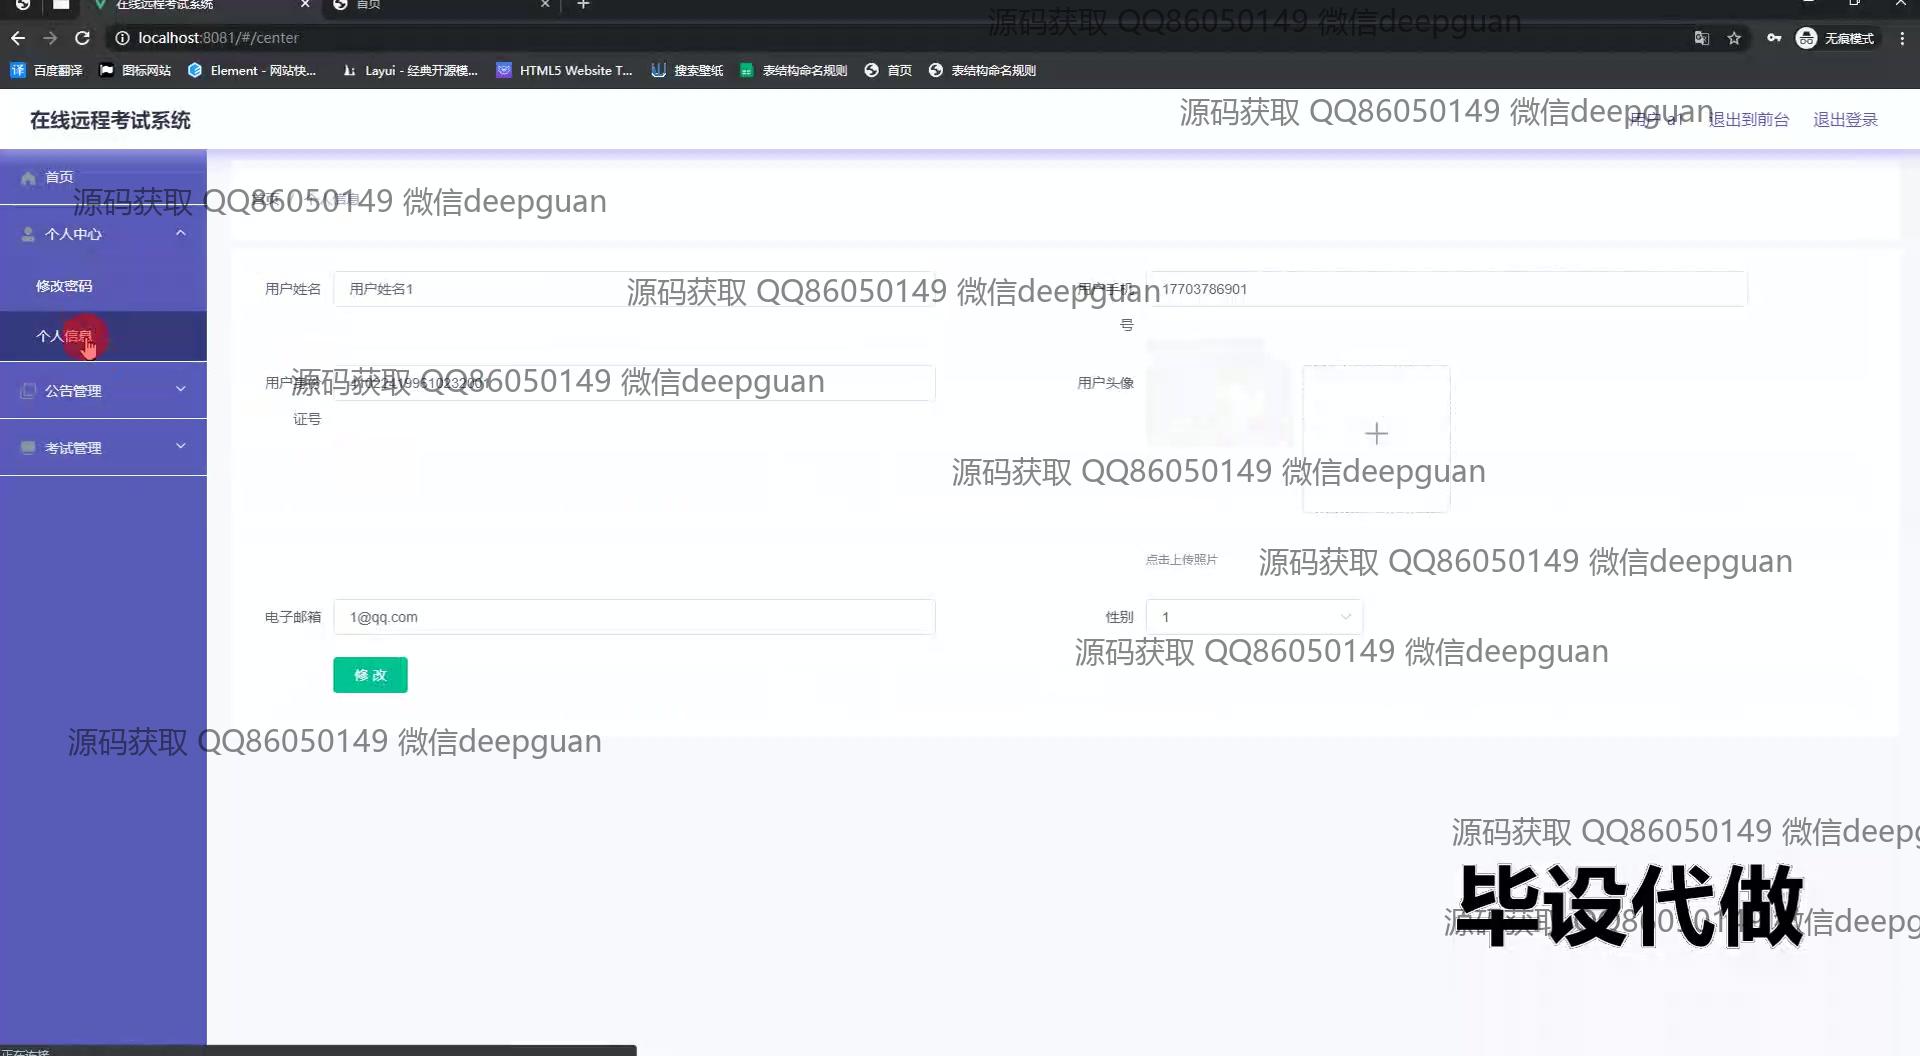 在线远程考试系统
首页
源码获取 QQ86050149 微信deepguan
localhost:8081/#/center
无痕模式
百度翻译
图标网站
Element - 网站快...
Layui - 经典开源模...
HTML5 Website T...
搜索壁纸
表结构命名规则
首页
表结构命名规则
在线远程考试系统
源码获取 QQ86050149 微信deepguan
用户 a1
退出到前台
退出登录
首页
源码获取 QQ86050149 微信deepguan
首页
个人信息
个人中心
修改密码
个人信息
公告管理
考试管理
用户姓名
用户姓名1
源码获取 QQ86050149 微信deepguan
用户手机
号
17703786901
源码获取 QQ86050149 微信deepguan
证号
用户头像
源码获取 QQ86050149 微信deepguan
点击上传照片
源码获取 QQ86050149 微信deepguan
电子邮箱
1@qq.com
性别
1
源码获取 QQ86050149 微信deepguan
修 改
源码获取 QQ86050149 微信deepguan
源码获取 QQ86050149 微信deepg
毕设代做
微信deepg